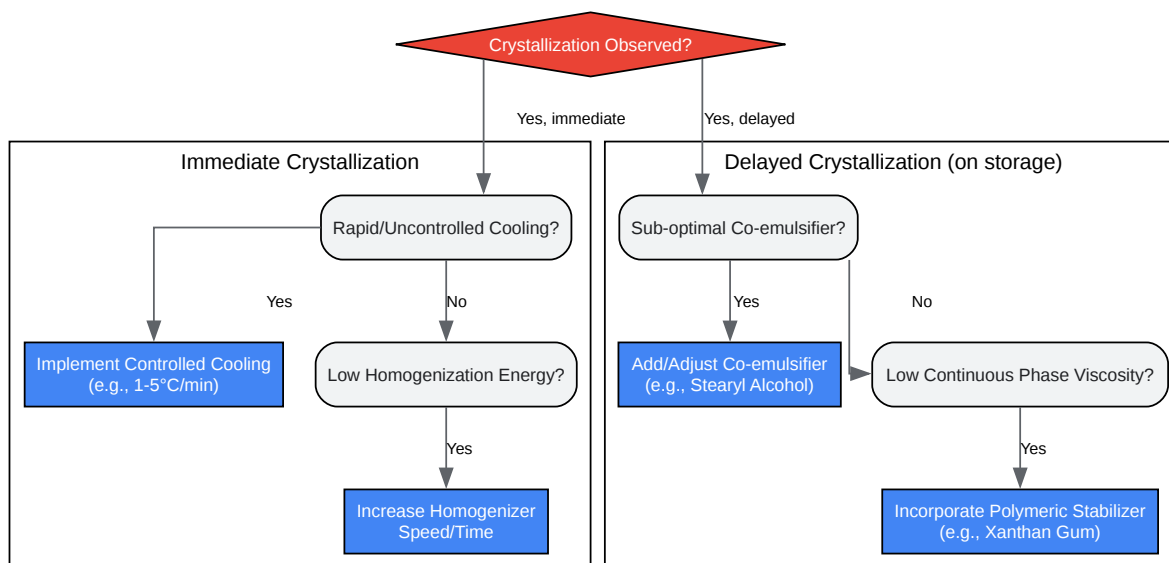 Crystallization Observed?
Yes, immediate
Yes, delayed
Immediate Crystallization
Delayed Crystallization (on storage)
Rapid/Uncontrolled Cooling?
Sub-optimal Co-emulsifier?
Yes
No
Yes
No
Implement Controlled Cooling
(e.g., 1-5°C/min)
Low Homogenization Energy?
Add/Adjust Co-emulsifier
(e.g., Stearyl Alcohol)
Low Continuous Phase Viscosity?
Yes
Yes
Increase Homogenizer
Speed/Time
Incorporate Polymeric Stabilizer
(e.g., Xanthan Gum)